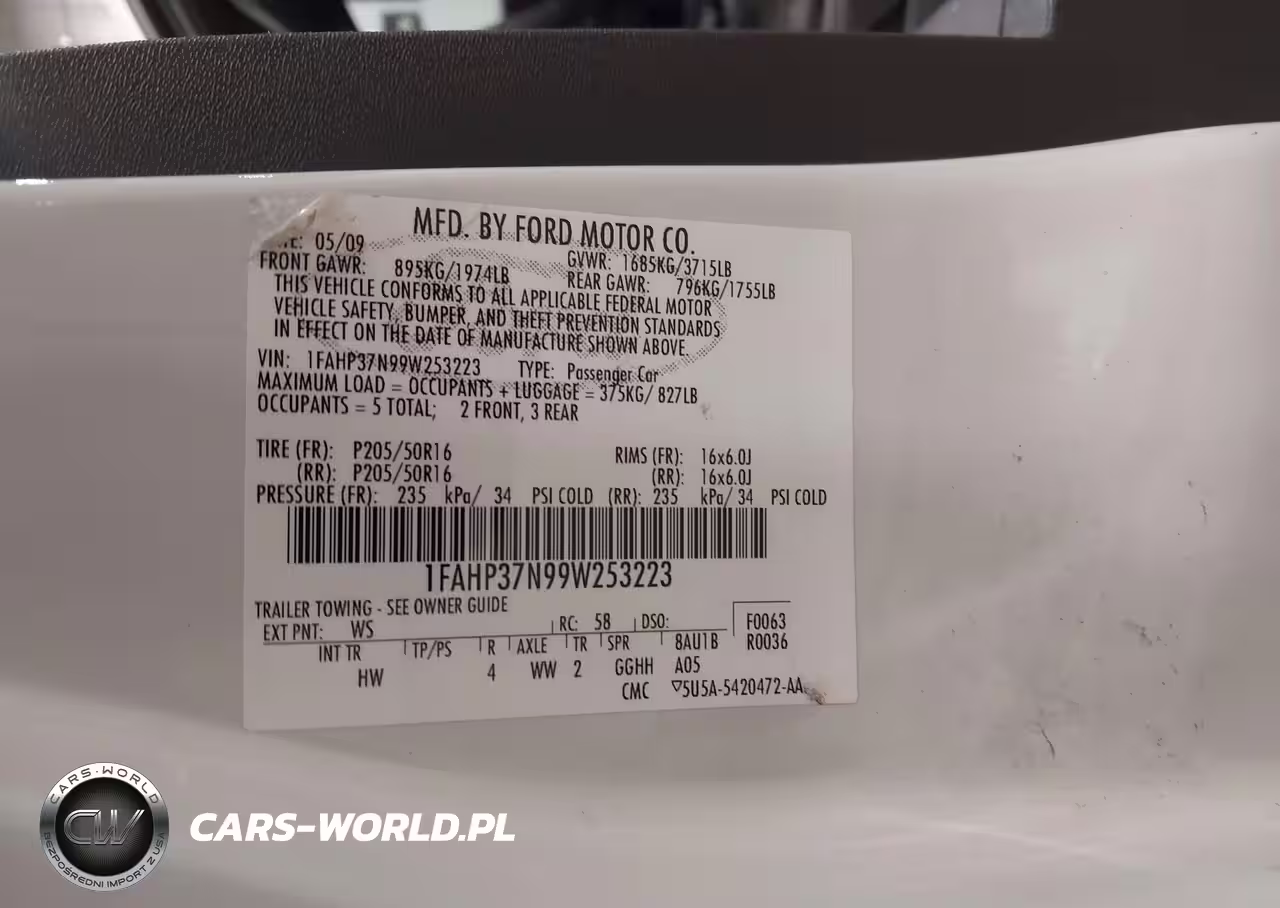 MFD. BY FORD MOTOR CO.
05/09 GVWR: 1685KG/3715LB
FRONT GAWR: 895KG/1974LB REAR GAWR: 796KG/1755LB
THIS VEHICLE CONFORMS TO ALL APPLICABLE FEDERAL MOTOR
VEHICLE SAFETY, BUMPER, AND THEFT PREVENTION STANDARDS
IN EFFECT ON THE DATE OF MANUFACTURE SHOWN ABOVE.
VIN: 1FAHP37N99W253223 TYPE: Passenger Car
MAXIMUM LOAD = OCCUPANTS + LUGGAGE = 375KG/ 827LB
OCCUPANTS = 5 TOTAL; 2 FRONT, 3 REAR
TIRE (FR): P205/50R16 RIMS (FR): 16x6.0J
(RR): P205/50R16 (RR): 16x6.0J
PRESSURE (FR): 235 kPa/ 34 PSI COLD (RR): 235 kPa/ 34 PSI COLD
1FAHP37N99W253223
TRAILER TOWING - SEE OWNER GUIDE
EXT PNT: WS RC: 58 DSO: F0063
INT TR TP/PS R AXLE TR SPR 8AU1B R0036
HW 4 WW 2 GGHH A05
CMC ▽5U5A-5420472-AA
CARS-WORLD
CW
BEZPOŚREDNI IMPORT Z USA
CARS-WORLD.PL